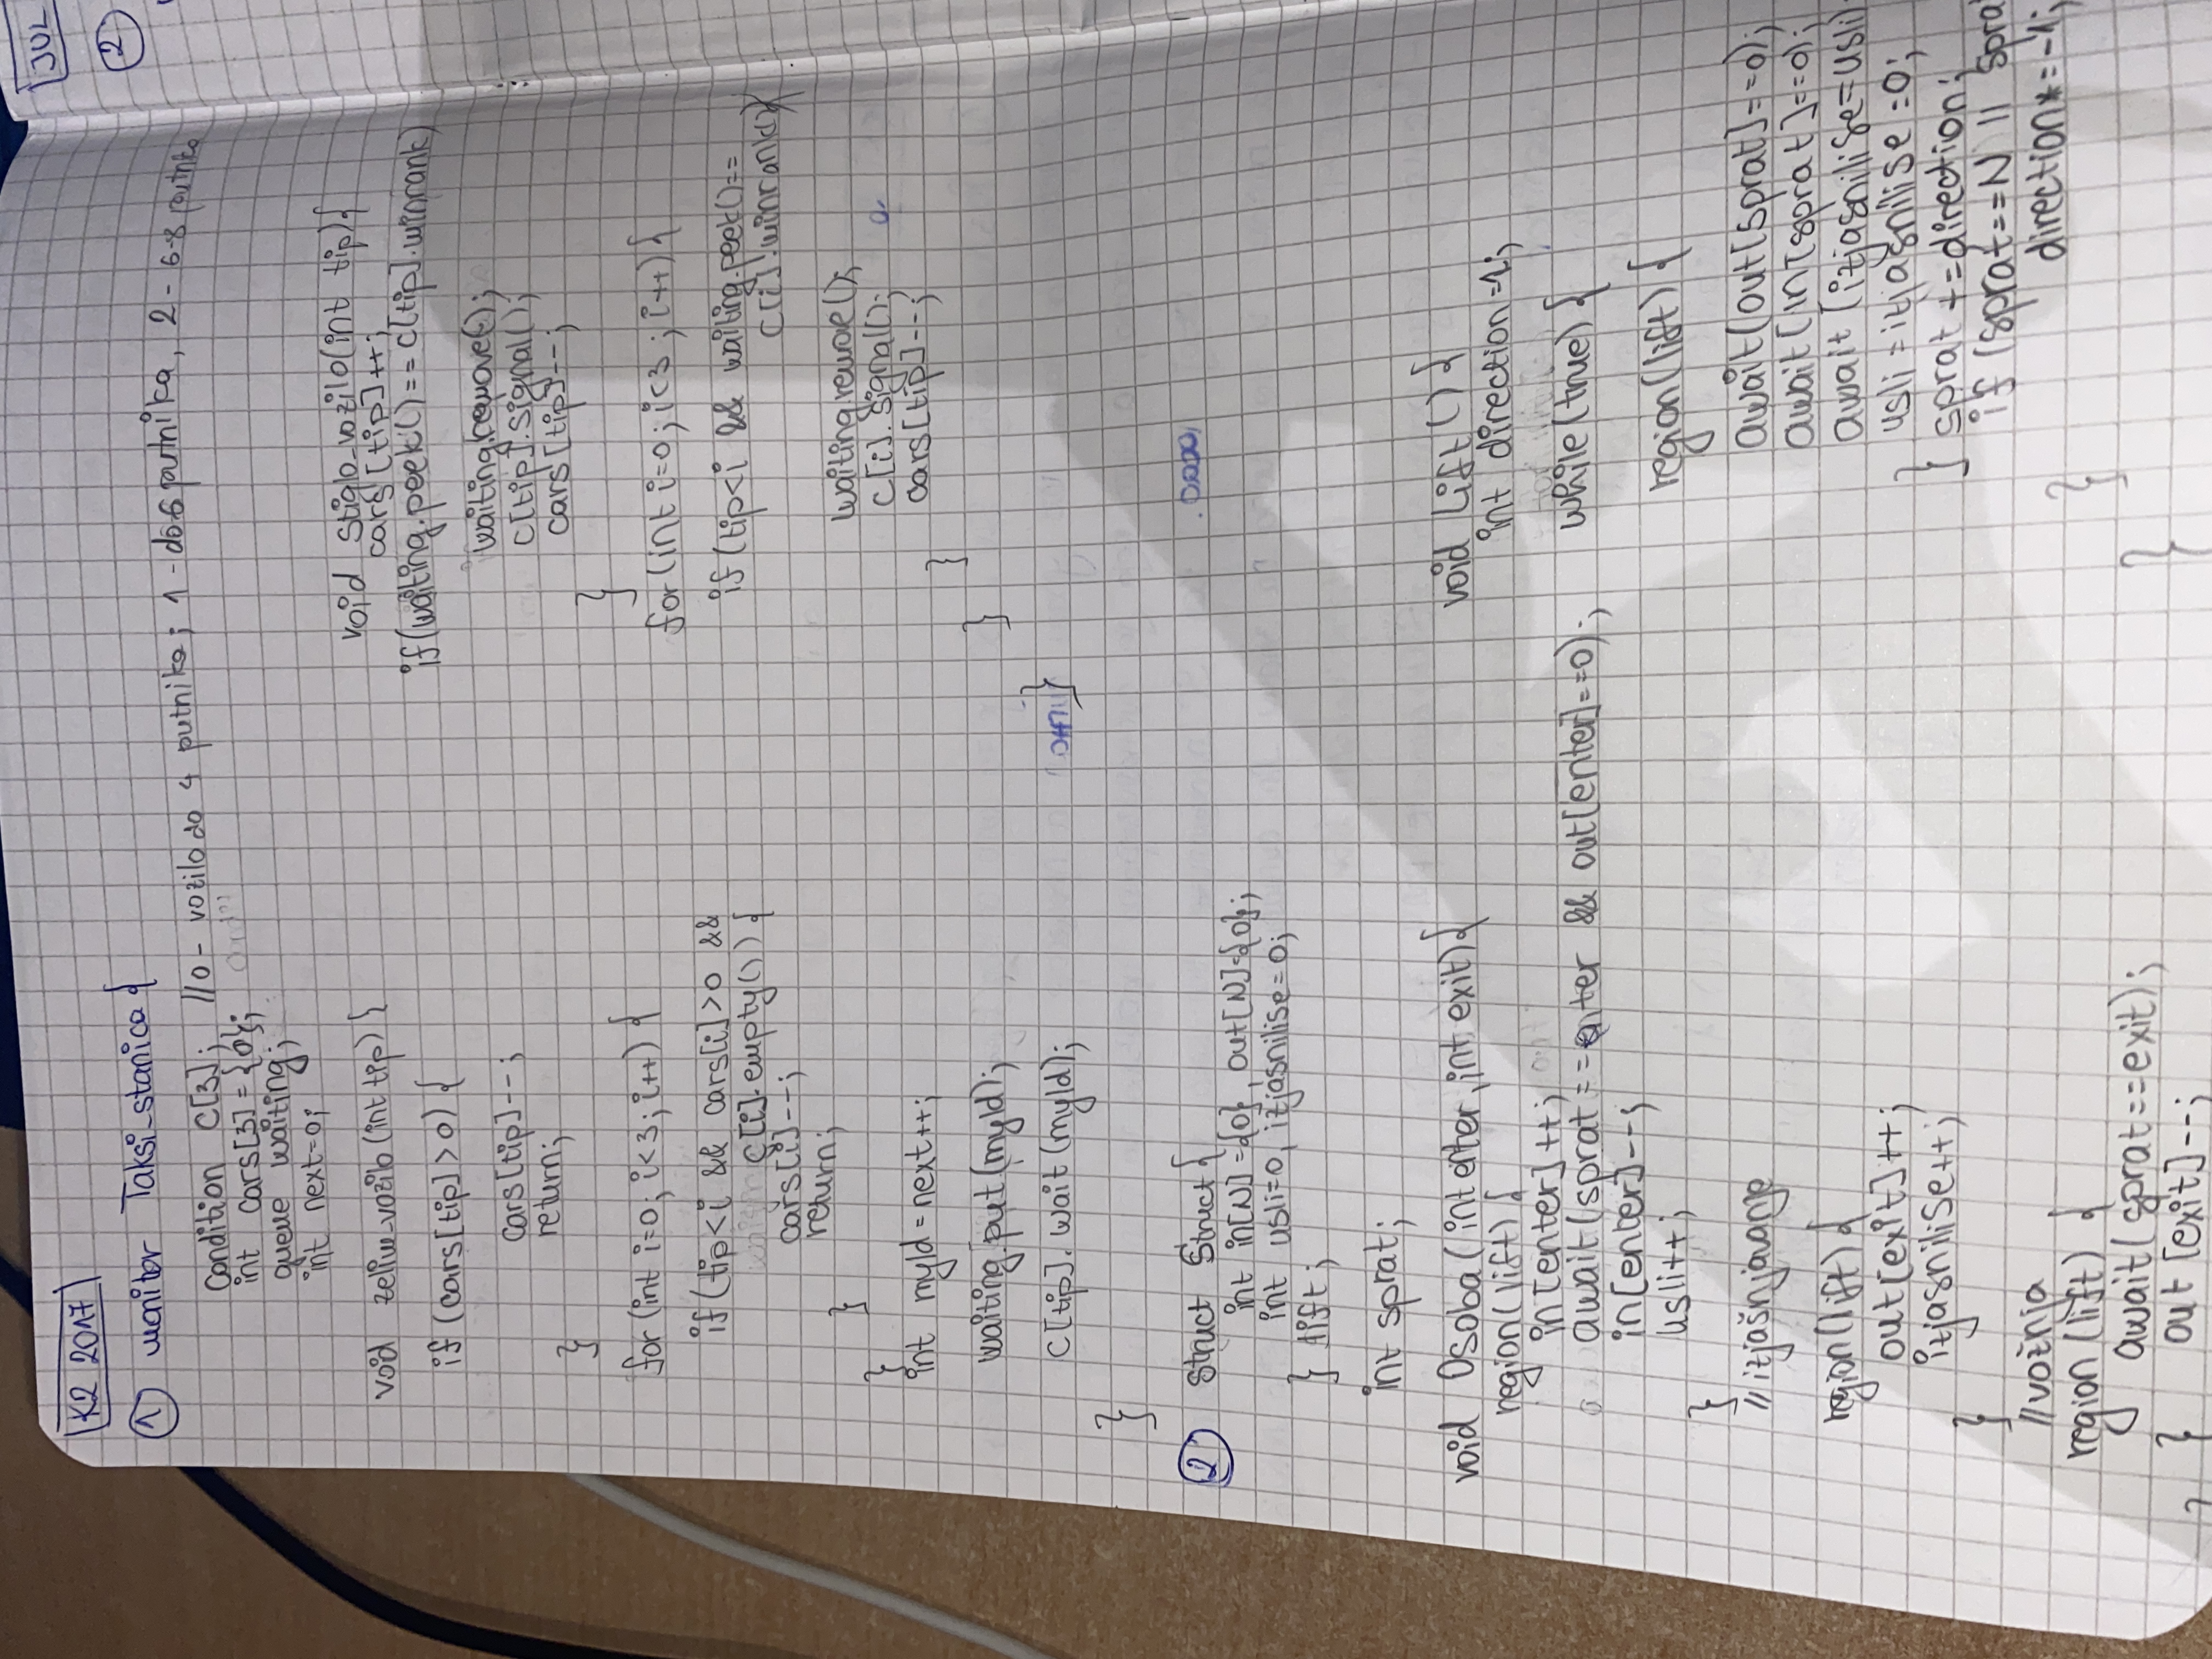 K2 2017
JUL
① monitor Taksi_stanica {
condition c[3]; //0 - vozilo do 4 putnika; 1 - do 6 putnika, 2 - 6-8 putnika
int cars[3] = {0};
queue waiting;
int next=0;
void zelim_vozilo (int tip) {
if (cars[tip] > 0) {
cars[tip]--;
return;
}
for (int i=0; i<3; i++) {
if (tip<i && cars[i]>0 &&
c[i].empty()) {
cars[i]--;
return;
}
}
int myId = next++;
waiting.put(myId);
c[tip].wait(myId);
}
void stiglo_vozilo(int tip) {
cars[tip]++;
if(waiting.peek() == c[tip].minrank)
waiting.remove();
c[tip].signal();
cars[tip]--;
}
for(int i=0; i<3; i++) {
if (tip<i && waiting.peek()==
c[i].minrank()){
waiting.remove();
c[i].signal();
cars[tip]--;
}
}
}
② struct Struct {
int in[N] = {0}, out[N]={0};
int usli=0, izjasnilise = 0;
} lift;
int sprat;
void Osoba (int enter, int exit) {
region(lift) {
in[enter]++;
await(sprat == enter && out[enter]==0);
in[enter]--;
usli++;
}
//izjašnjavanje
region(lift) {
out[exit]++;
izjasnilise++;
}
//vožnja
region (lift) {
await( sprat==exit);
out [exit]--;
}
void Lift () {
int direction=1;
while(true) {
region(lift) {
await(out[sprat]==0);
await(in[sprat]==0);
await (izjasnilise==usli)
usli = izjasnilise =0;
} sprat +=direction;
if (sprat==N || spra
direction*=-1;
}
}
②